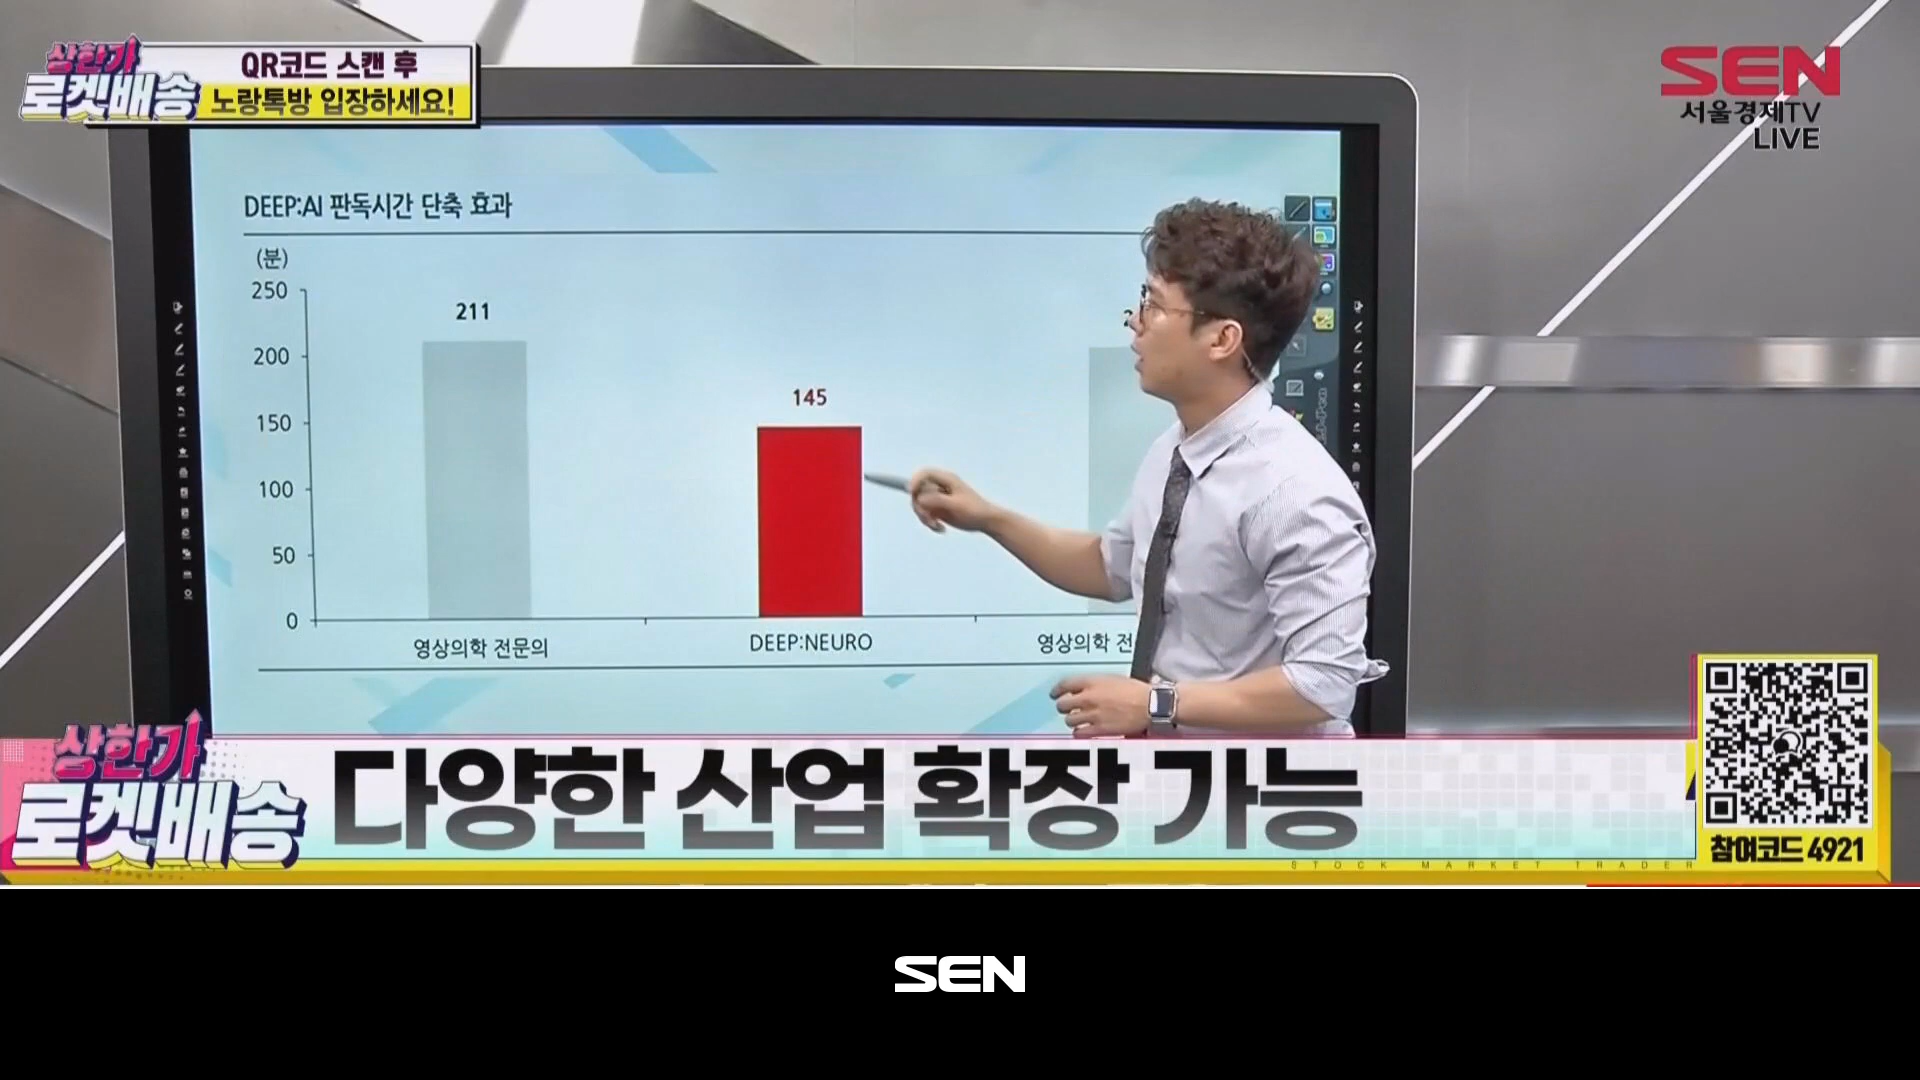 상한가
로켓배송
QR코드 스캔 후
노랑톡방 입장하세요!
SEN
서울경제TV
LIVE
DEEP:AI 판독시간 단축 효과
(분)
250
200
150
100
50
0
211
145
영상의학 전문의
DEEP:NEURO
영상의학
상한가
로켓배송
다양한 산업 확장 가능
STOCK MARKET TRADER
참여코드 4921
SEN